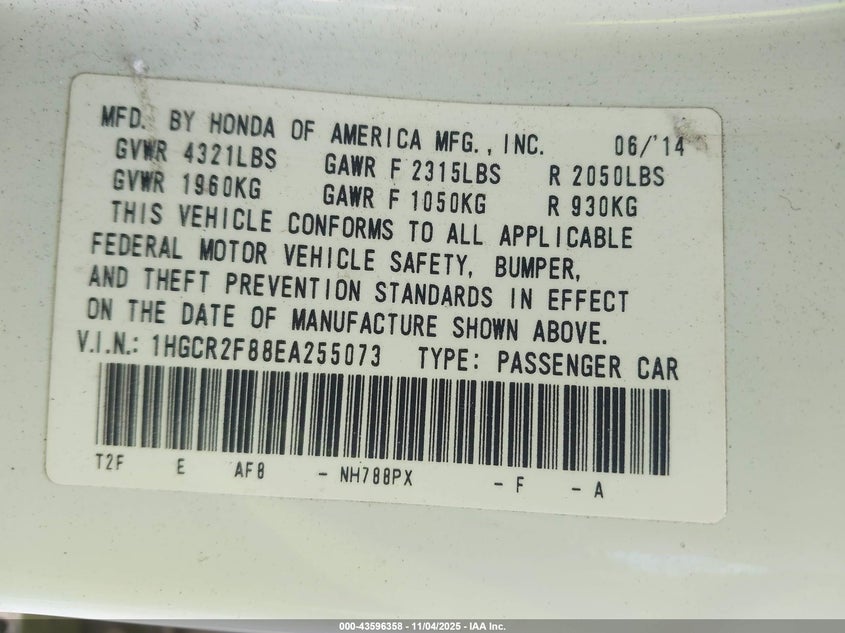 MFD. BY HONDA OF AMERICA MFG., INC. 06/'14
GVWR 4321LBS GAWR F 2315LBS R 2050LBS
GVWR 1960KG GAWR F 1050KG R 930KG
THIS VEHICLE CONFORMS TO ALL APPLICABLE
FEDERAL MOTOR VEHICLE SAFETY, BUMPER,
AND THEFT PREVENTION STANDARDS IN EFFECT
ON THE DATE OF MANUFACTURE SHOWN ABOVE.
V.I.N.: 1HGCR2F88EA255073 TYPE: PASSENGER CAR
T2F E AF8 - NH788PX - F - A
000-43596358 - 11/04/2025 - IAA Inc.